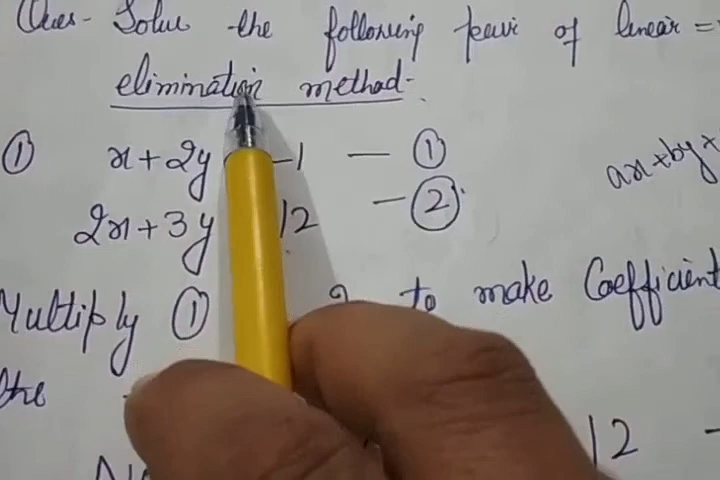 Ques- Solve the following pair of linear =
elimination method-
① x + 2y -1 — ①
ax + by +
2x + 3y 12 — ②
Multiply ① 2 to make Coefficient
the
12 -